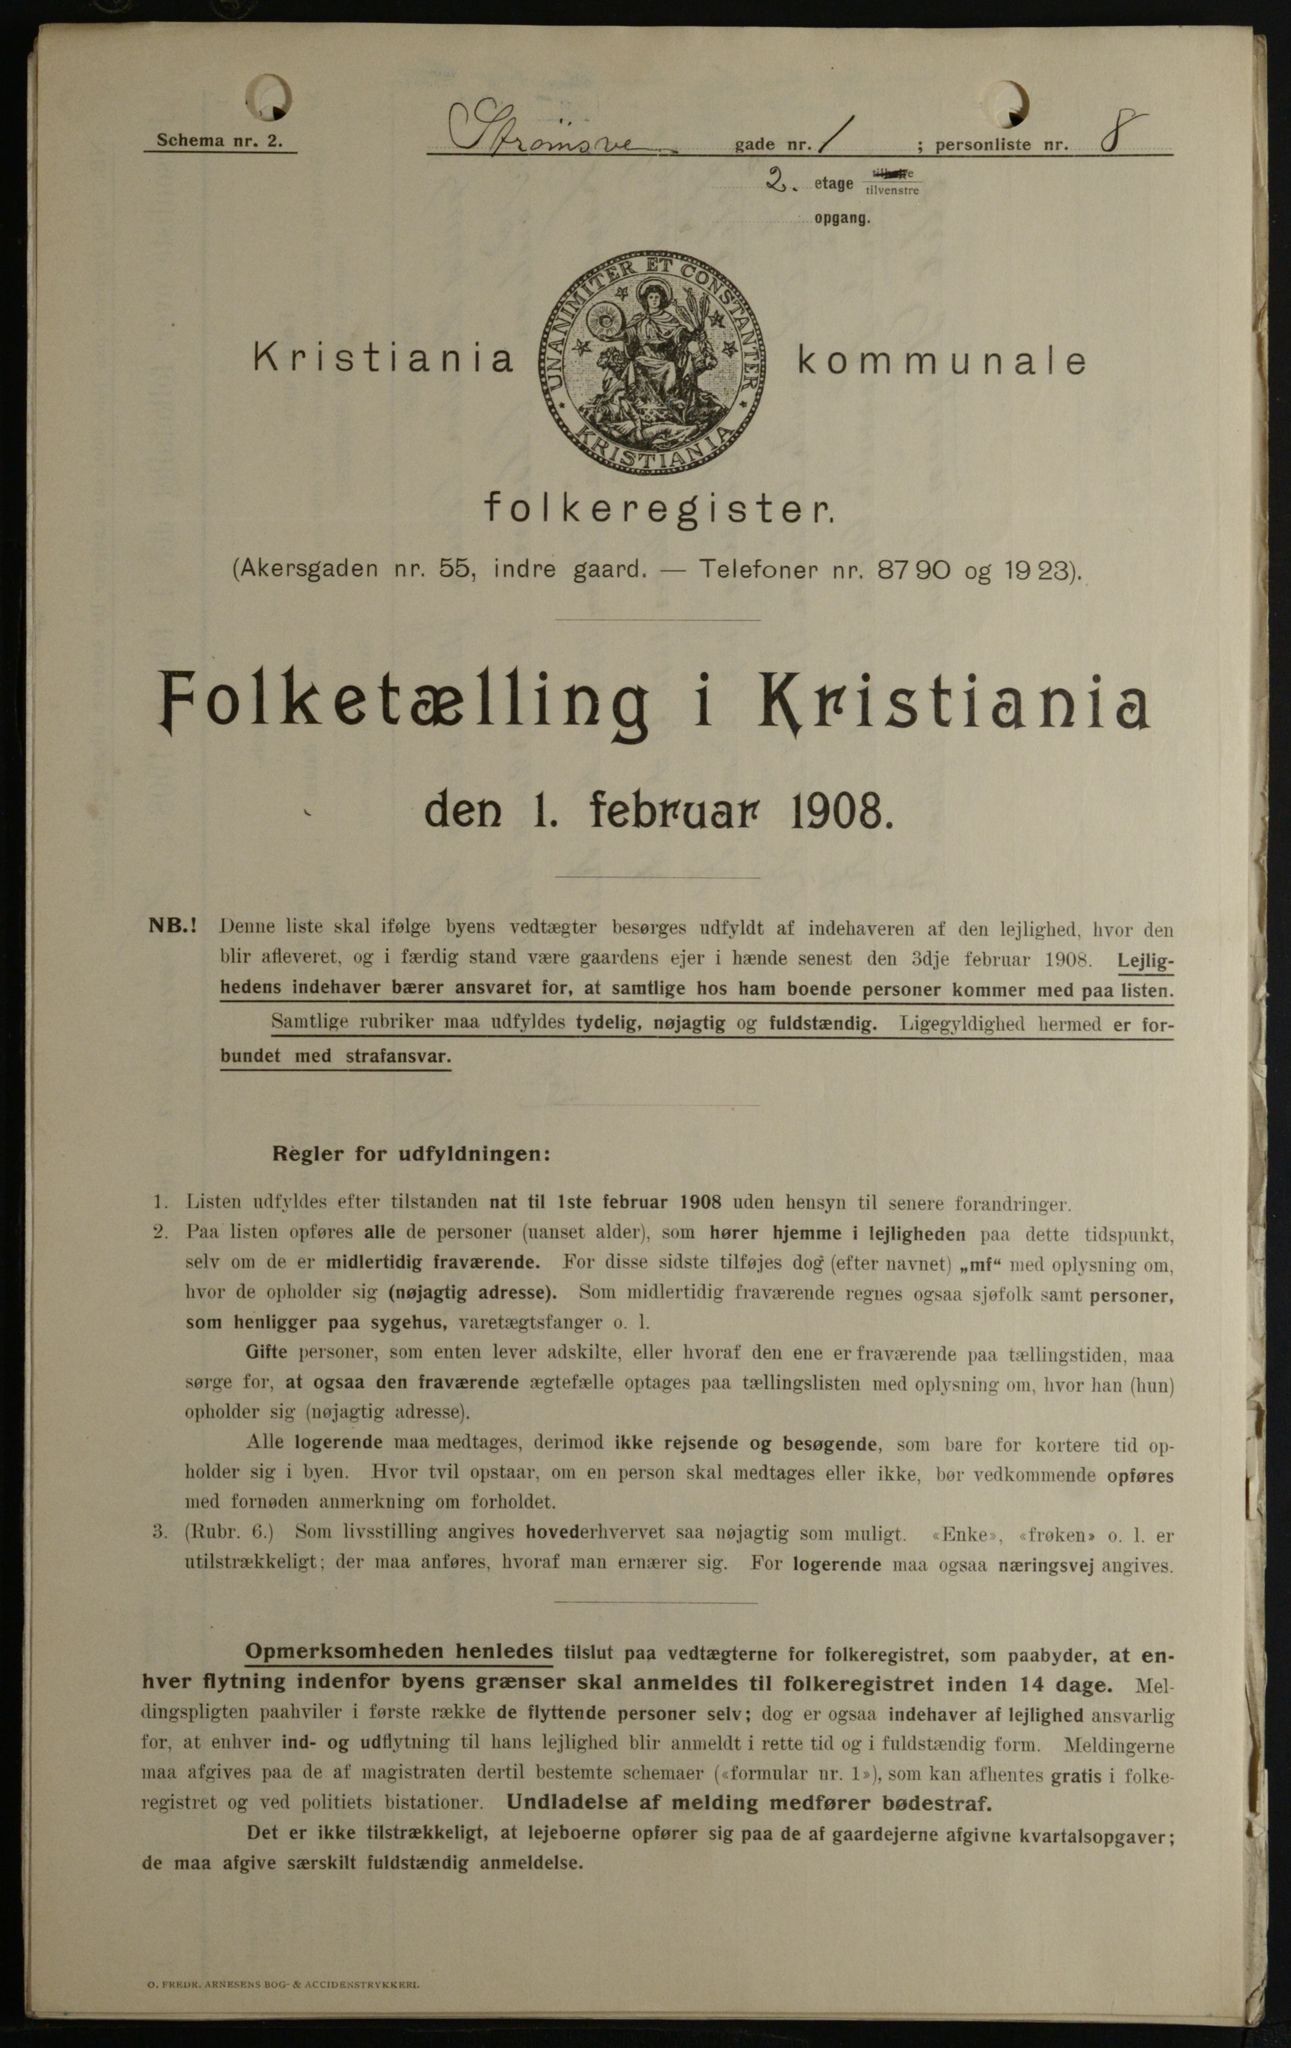 Schema nr. 2.
Strömsve gade nr. 1 ; personliste nr. 8
2. etage tilhøire
tilvenstre
opgang.
UNANIMITER ET CONSTANTER
KRISTIANIA
Kristiania kommunale
folkeregister.
(Akersgaden nr. 55, indre gaard. — Telefoner nr. 8790 og 1923).
Folketælling i Kristiania
den 1. februar 1908.
NB.! Denne liste skal ifølge byens vedtægter besørges udfyldt af indehaveren af den lejlighed, hvor den
blir afleveret, og i færdig stand være gaardens ejer i hænde senest den 3dje februar 1908. Lejlig-
hedens indehaver bærer ansvaret for, at samtlige hos ham boende personer kommer med paa listen.
Samtlige rubriker maa udfyldes tydelig, nøjagtig og fuldstændig. Ligegyldighed hermed er for-
bundet med strafansvar.
Regler for udfyldningen:
1. Listen udfyldes efter tilstanden nat til 1ste februar 1908 uden hensyn til senere forandringer.
2. Paa listen opføres alle de personer (uanset alder), som hører hjemme i lejligheden paa dette tidspunkt,
selv om de er midlertidig fraværende. For disse sidste tilføjes dog (efter navnet) „mf“ med oplysning om,
hvor de opholder sig (nøjagtig adresse). Som midlertidig fraværende regnes ogsaa sjøfolk samt personer,
som henligger paa sygehus, varetægtsfanger o. l.
Gifte personer, som enten lever adskilte, eller hvoraf den ene er fraværende paa tællingstiden, maa
sørge for, at ogsaa den fraværende ægtefælle optages paa tællingslisten med oplysning om, hvor han (hun)
opholder sig (nøjagtig adresse).
Alle logerende maa medtages, derimod ikke rejsende og besøgende, som bare for kortere tid op-
holder sig i byen. Hvor tvil opstaar, om en person skal medtages eller ikke, bør vedkommende opføres
med fornøden anmerkning om forholdet.
3. (Rubr. 6.) Som livsstilling angives hovederhvervet saa nøjagtig som muligt. «Enke», «frøken» o. l. er
utilstrækkeligt; der maa anføres, hvoraf man ernærer sig. For logerende maa ogsaa næringsvej angives.
Opmerksomheden henledes tilslut paa vedtægterne for folkeregistret, som paabyder, at en-
hver flytning indenfor byens grænser skal anmeldes til folkeregistret inden 14 dage. Mel-
dingspligten paahviler i første række de flyttende personer selv; dog er ogsaa indehaver af lejlighed ansvarlig
for, at enhver ind- og udflytning til hans lejlighed blir anmeldt i rette tid og i fuldstændig form. Meldingerne
maa afgives paa de af magistraten dertil bestemte schemaer («formular nr. 1»), som kan afhentes gratis i folke-
registret og ved politiets bistationer. Undladelse af melding medfører bødestraf.
Det er ikke tilstrækkeligt, at lejeboerne opfører sig paa de af gaardejerne afgivne kvartalsopgaver;
de maa afgive særskilt fuldstændig anmeldelse.
O. FREDR. ARNESENS BOG- & ACCIDENSTRYKKERI.